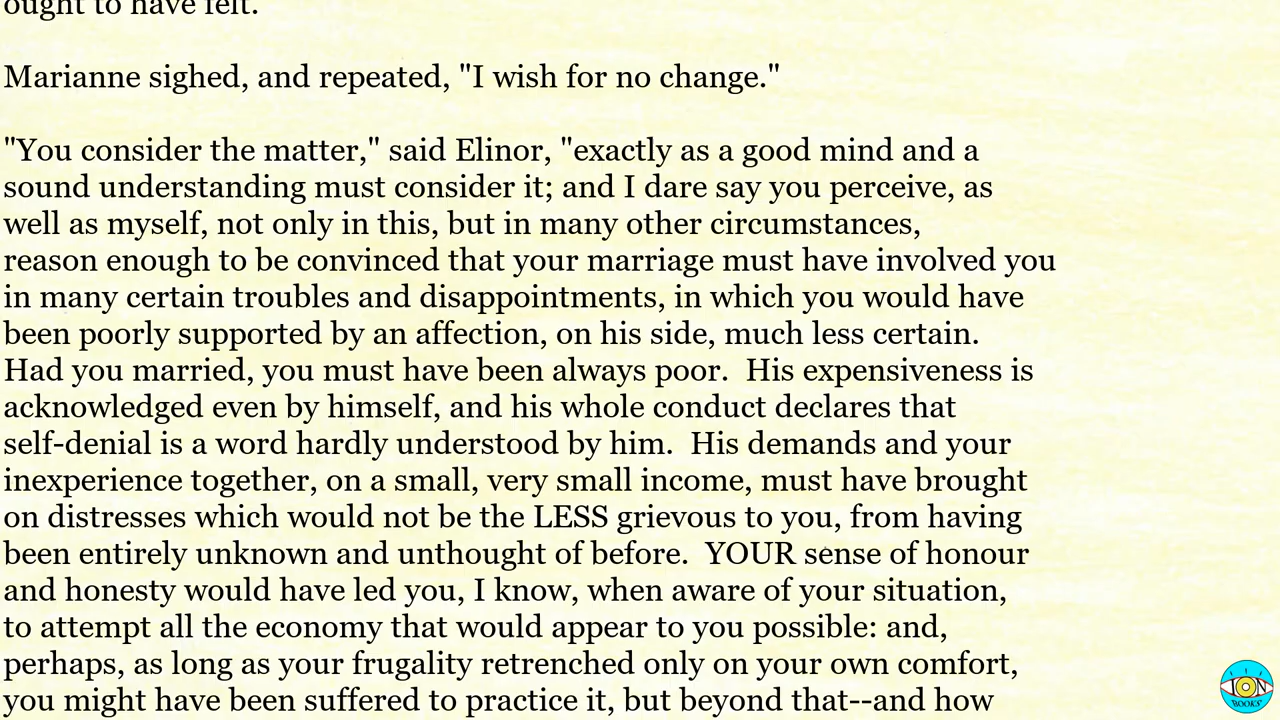 ought to have felt.
Marianne sighed, and repeated, "I wish for no change."
"You consider the matter," said Elinor, "exactly as a good mind and a
sound understanding must consider it; and I dare say you perceive, as
well as myself, not only in this, but in many other circumstances,
reason enough to be convinced that your marriage must have involved you
in many certain troubles and disappointments, in which you would have
been poorly supported by an affection, on his side, much less certain.
Had you married, you must have been always poor.  His expensiveness is
acknowledged even by himself, and his whole conduct declares that
self-denial is a word hardly understood by him.  His demands and your
inexperience together, on a small, very small income, must have brought
on distresses which would not be the LESS grievous to you, from having
been entirely unknown and unthought of before.  YOUR sense of honour
and honesty would have led you, I know, when aware of your situation,
to attempt all the economy that would appear to you possible: and,
perhaps, as long as your frugality retrenched only on your own comfort,
you might have been suffered to practice it, but beyond that--and how
ION
BOOKS